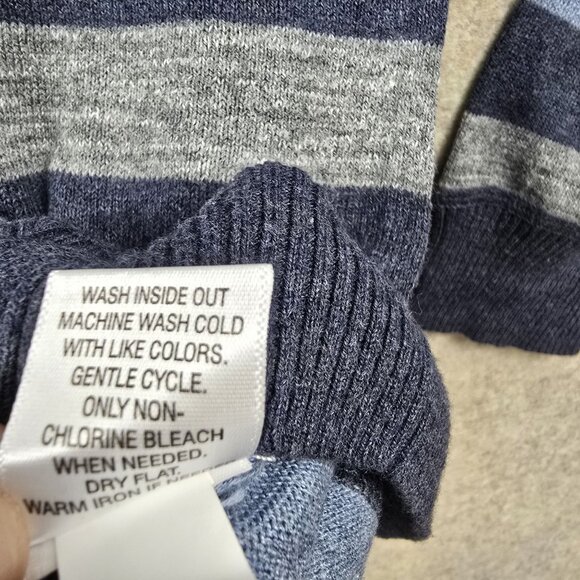 WASH INSIDE OUT
MACHINE WASH COLD
WITH LIKE COLORS.
GENTLE CYCLE.
ONLY NON-
CHLORINE BLEACH
WHEN NEEDED.
DRY FLAT.
WARM IRON IF